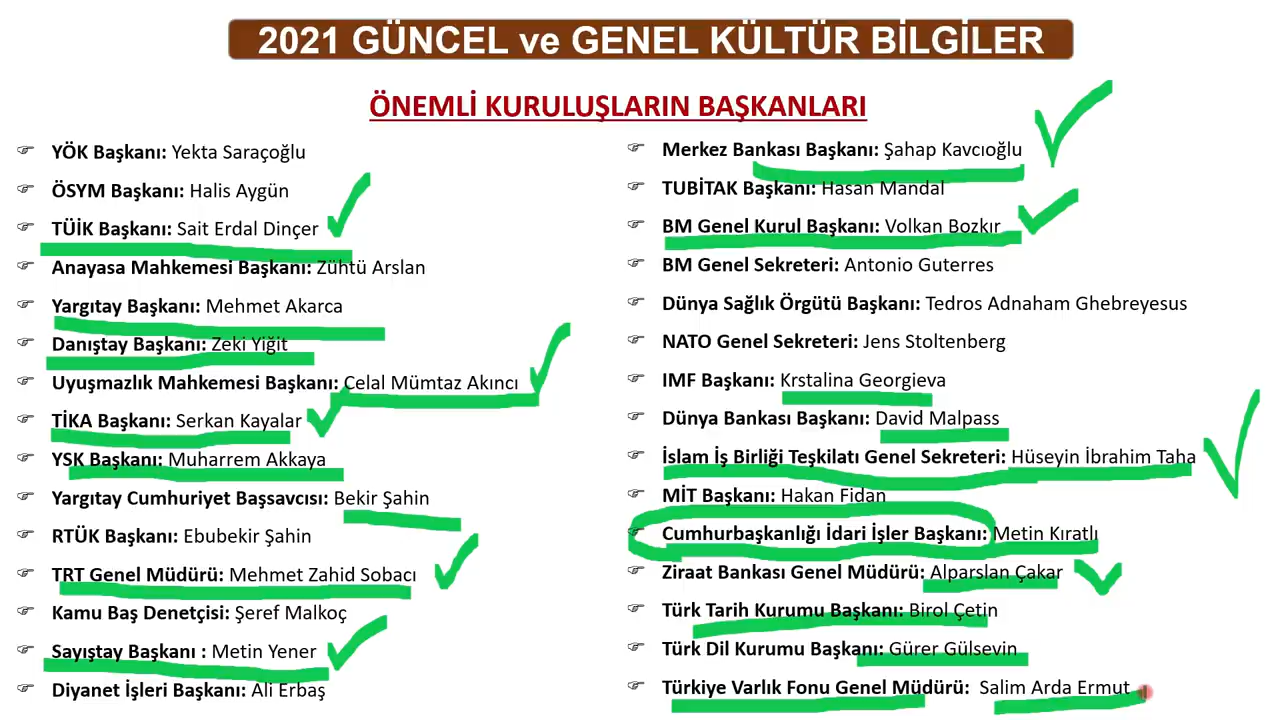 2021 GÜNCEL ve GENEL KÜLTÜR BİLGİLER
ÖNEMLİ KURULUŞLARIN BAŞKANLARI
YÖK Başkanı: Yekta Saraçoğlu
ÖSYM Başkanı: Halis Aygün
TÜİK Başkanı: Sait Erdal Dinçer
Anayasa Mahkemesi Başkanı: Zühtü Arslan
Yargıtay Başkanı: Mehmet Akarca
Danıştay Başkanı: Zeki Yiğit
Uyuşmazlık Mahkemesi Başkanı: Celal Mümtaz Akıncı
TİKA Başkanı: Serkan Kayalar
YSK Başkanı: Muharrem Akkaya
Yargıtay Cumhuriyet Başsavcısı: Bekir Şahin
RTÜK Başkanı: Ebubekir Şahin
TRT Genel Müdürü: Mehmet Zahid Sobacı
Kamu Baş Denetçisi: Şeref Malkoç
Sayıştay Başkanı : Metin Yener
Diyanet İşleri Başkanı: Ali Erbaş
Merkez Bankası Başkanı: Şahap Kavcıoğlu
TUBİTAK Başkanı: Hasan Mandal
BM Genel Kurul Başkanı: Volkan Bozkır
BM Genel Sekreteri: Antonio Guterres
Dünya Sağlık Örgütü Başkanı: Tedros Adnaham Ghebreyesus
NATO Genel Sekreteri: Jens Stoltenberg
IMF Başkanı: Krstalina Georgieva
Dünya Bankası Başkanı: David Malpass
İslam İş Birliği Teşkilatı Genel Sekreteri: Hüseyin İbrahim Taha
MİT Başkanı: Hakan Fidan
Cumhurbaşkanlığı İdari İşler Başkanı: Metin Kıratlı
Ziraat Bankası Genel Müdürü: Alparslan Çakar
Türk Tarih Kurumu Başkanı: Birol Çetin
Türk Dil Kurumu Başkanı: Gürer Gülsevin
Türkiye Varlık Fonu Genel Müdürü: Salim Arda Ermut